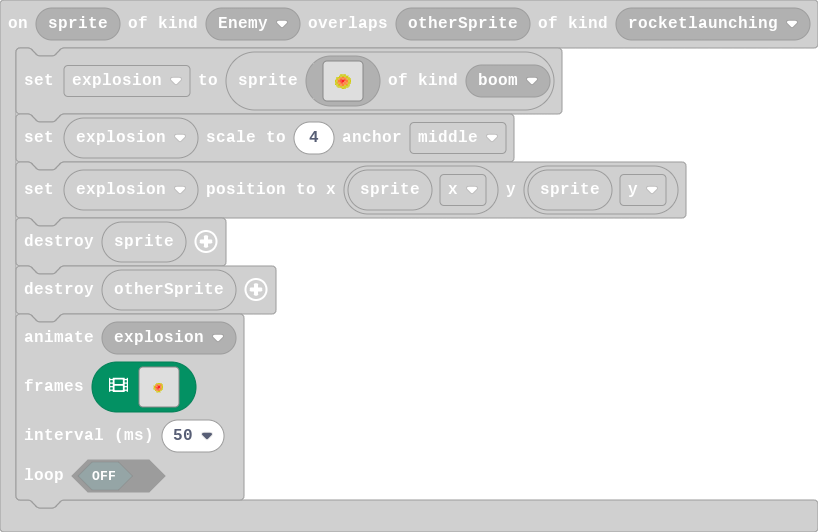 on sprite of kind Enemy overlaps otherSprite of kind rocketlaunching
set explosion to sprite of kind boom
set explosion scale to 4 anchor middle
set explosion position to x sprite x y sprite y
destroy sprite
destroy otherSprite
animate explosion
frames
interval (ms) 50
loop OFF